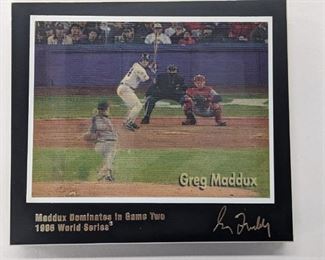 Greg Maddux
Maddux Dominates in Game Two
1996 World Series®